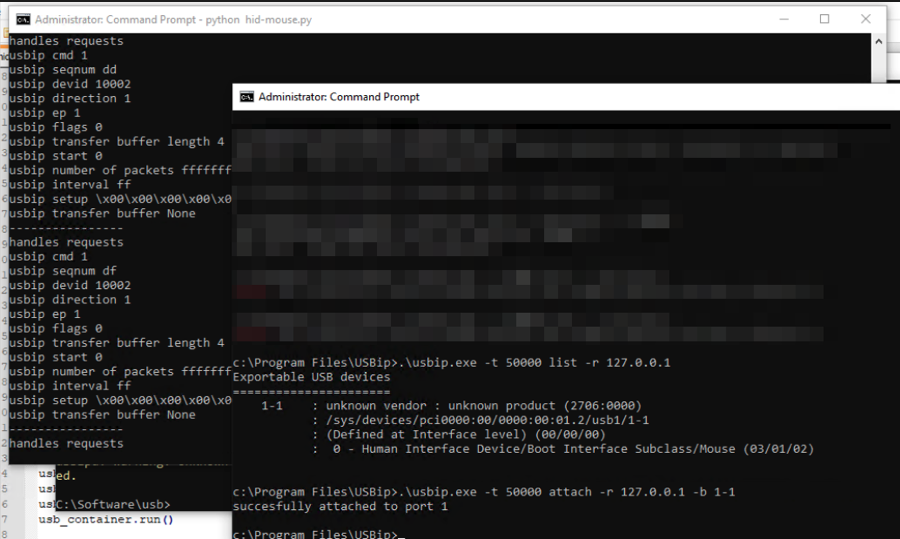 Administrator: Command Prompt - python  hid-mouse.py
handles requests
usbip cmd 1
usbip seqnum dd
usbip devid 10002
usbip direction 1
usbip ep 1
usbip flags 0
usbip transfer buffer length 4
usbip start 0
usbip number of packets fffffff
usbip interval ff
usbip setup \x00\x00\x00\x00\x0
usbip transfer buffer None
----------------
handles requests
usbip cmd 1
usbip seqnum df
usbip devid 10002
usbip direction 1
usbip ep 1
usbip flags 0
usbip transfer buffer length 4
usbip start 0
usbip number of packets fffffff
usbip interval ff
usbip setup \x00\x00\x00\x00\x0
usbip transfer buffer None
----------------
handles requests
ed.
C:\Software\usb>
usb_container.run()
Administrator: Command Prompt
c:\Program Files\USBip>.\usbip.exe -t 50000 list -r 127.0.0.1
Exportable USB devices
======================
1-1    : unknown vendor : unknown product (2706:0000)
: /sys/devices/pci0000:00/0000:00:01.2/usb1/1-1
: (Defined at Interface level) (00/00/00)
:  0 - Human Interface Device/Boot Interface Subclass/Mouse (03/01/02)
c:\Program Files\USBip>.\usbip.exe -t 50000 attach -r 127.0.0.1 -b 1-1
succesfully attached to port 1
c:\Program Files\USBip>_